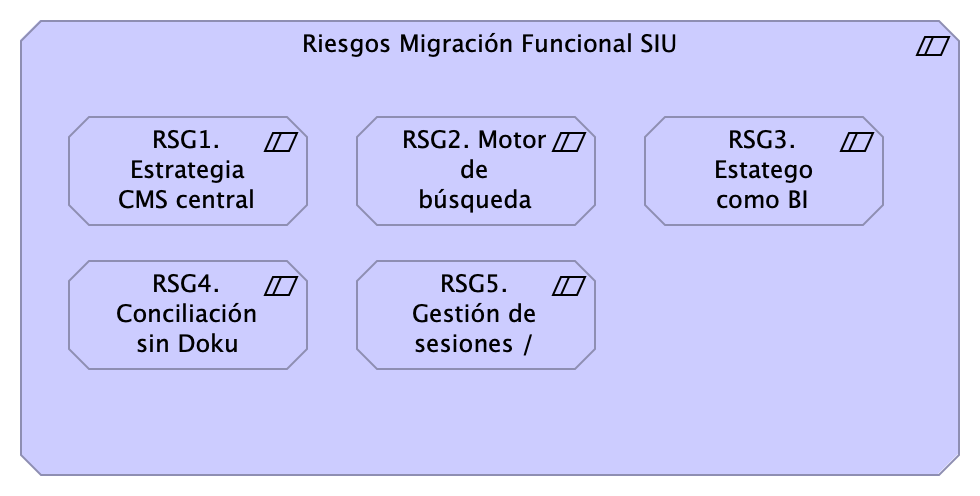 Riesgos Migración Funcional SIU
RSG1.
Estrategia
CMS central
RSG2. Motor
de
búsqueda
RSG3.
Estatego
como BI
RSG4.
Conciliación
sin Doku
RSG5.
Gestión de
sesiones /